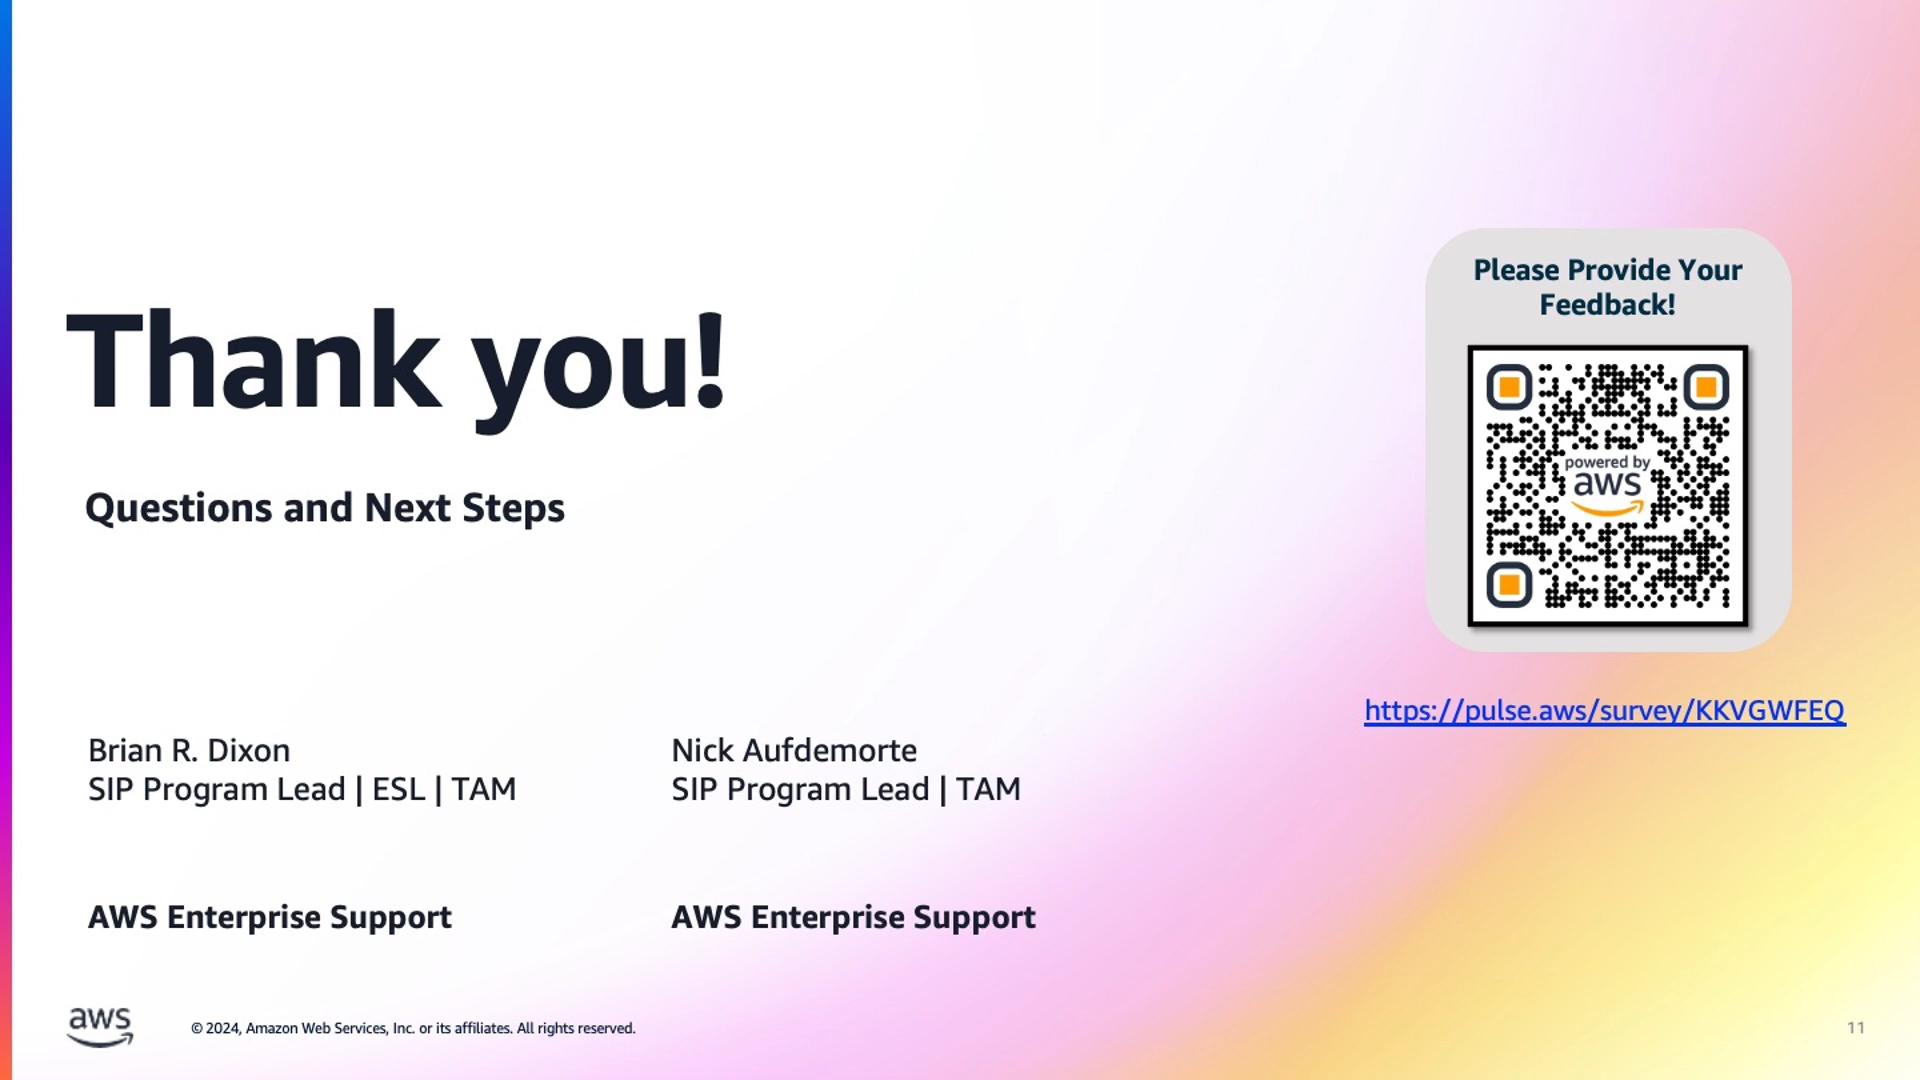 Thank you!
Questions and Next Steps
Brian R. Dixon
SIP Program Lead | ESL | TAM
AWS Enterprise Support
Nick Aufdemorte
SIP Program Lead | TAM
AWS Enterprise Support
Please Provide Your
Feedback!
powered by
aws
https://pulse.aws/survey/KKVGWFEQ
aws
© 2024, Amazon Web Services, Inc. or its affiliates. All rights reserved.
11